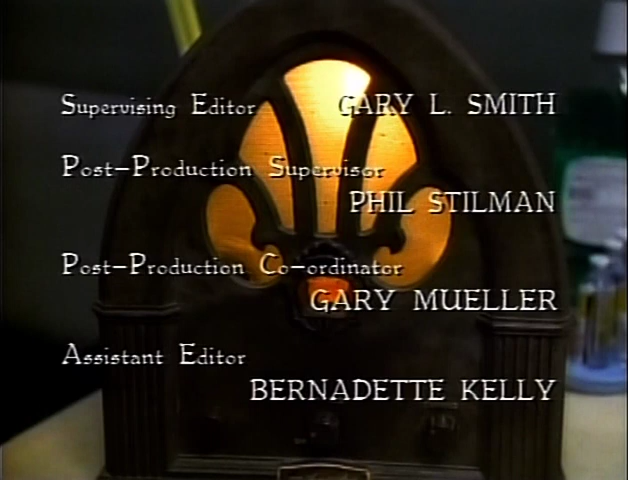 Supervising Editor GARY L. SMITH
Post-Production Supervisor
PHIL STILMAN
Post-Production Co-ordinator
GARY MUELLER
Assistant Editor
BERNADETTE KELLY